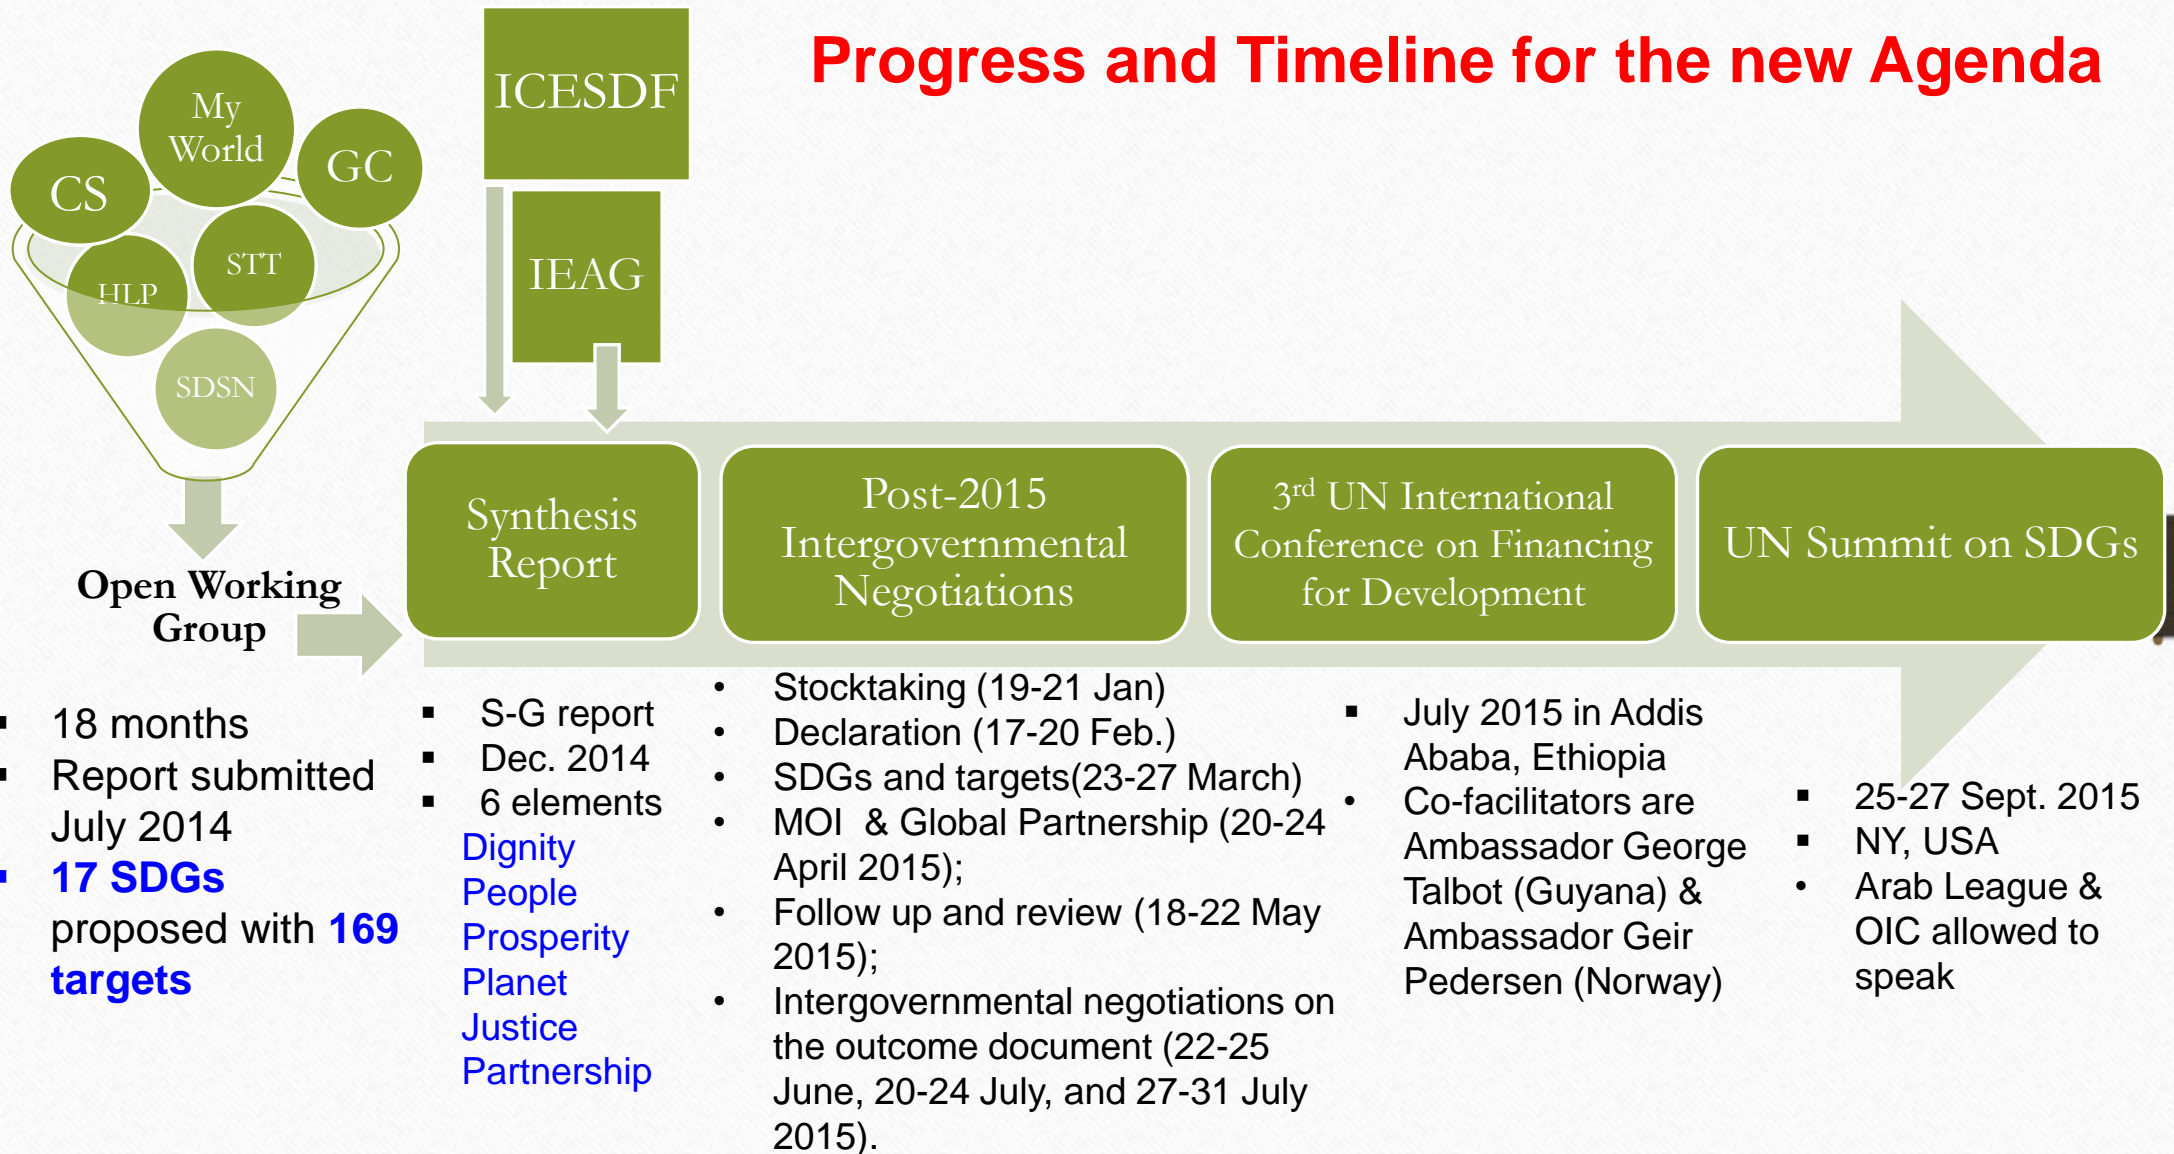 Progress and Timeline for the new Agenda
My
World
CS
GC
HLP
STT
SDSN
ICESDF
IEAG
Open Working
Group
▪ 18 months
▪ Report submitted
July 2014
▪ 17 SDGs
proposed with 169
targets
Synthesis
Report
▪ S-G report
▪ Dec. 2014
▪ 6 elements
Dignity
People
Prosperity
Planet
Justice
Partnership
Post-2015
Intergovernmental
Negotiations
• Stocktaking (19-21 Jan)
• Declaration (17-20 Feb.)
• SDGs and targets(23-27 March)
• MOI & Global Partnership (20-24
April 2015);
• Follow up and review (18-22 May
2015);
• Intergovernmental negotiations on
the outcome document (22-25
June, 20-24 July, and 27-31 July
2015).
3rd UN International
Conference on Financing
for Development
▪ July 2015 in Addis
Ababa, Ethiopia
• Co-facilitators are
Ambassador George
Talbot (Guyana) &
Ambassador Geir
Pedersen (Norway)
UN Summit on SDGs
▪ 25-27 Sept. 2015
▪ NY, USA
• Arab League &
OIC allowed to
speak